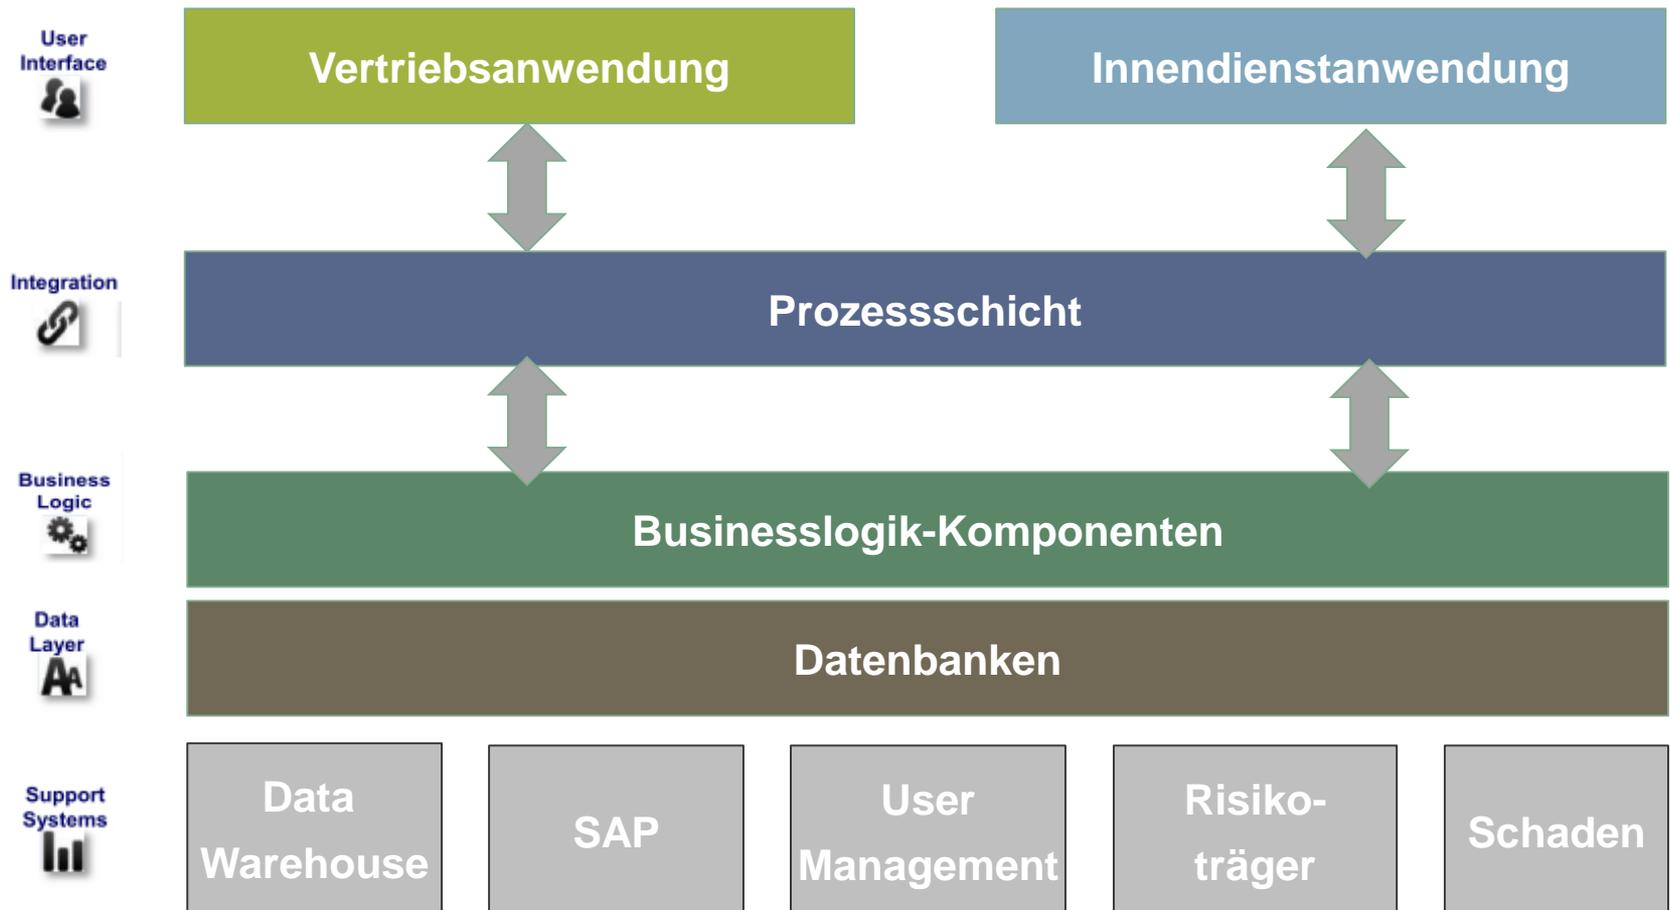 User
Interface
Vertriebsanwendung
Innendienstanwendung
Integration
Prozessschicht
Business
Logic
Businesslogik-Komponenten
Data
Layer
AA
Datenbanken
Support
Systems
Data
Warehouse
SAP
User
Management
Risiko-
träger
Schaden